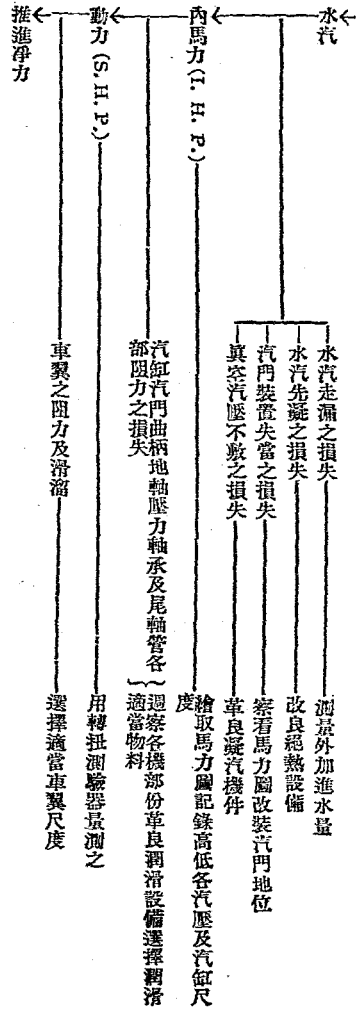 水汽
水汽走漏之損失
測量外加進水量
水汽先凝之損失
改良絕熱設備
汽門裝置失當之損失
察看馬力圖改裝汽門地位
眞空汽壓不敷之損失
革良凝汽機件
內馬力(I. H. P.)
繪取馬力圖記錄高低各汽壓及汽缸尺
度
汽缸汽門曲柄地軸壓力軸承及尾軸管各
部阻力之損失
週察各機部份革良潤滑設備選擇潤滑
適當物料
動力(S. H. P.)
用轉扭測驗器量測之
車翼之阻力及滑溜
選擇適當車翼尺度
推進淨力